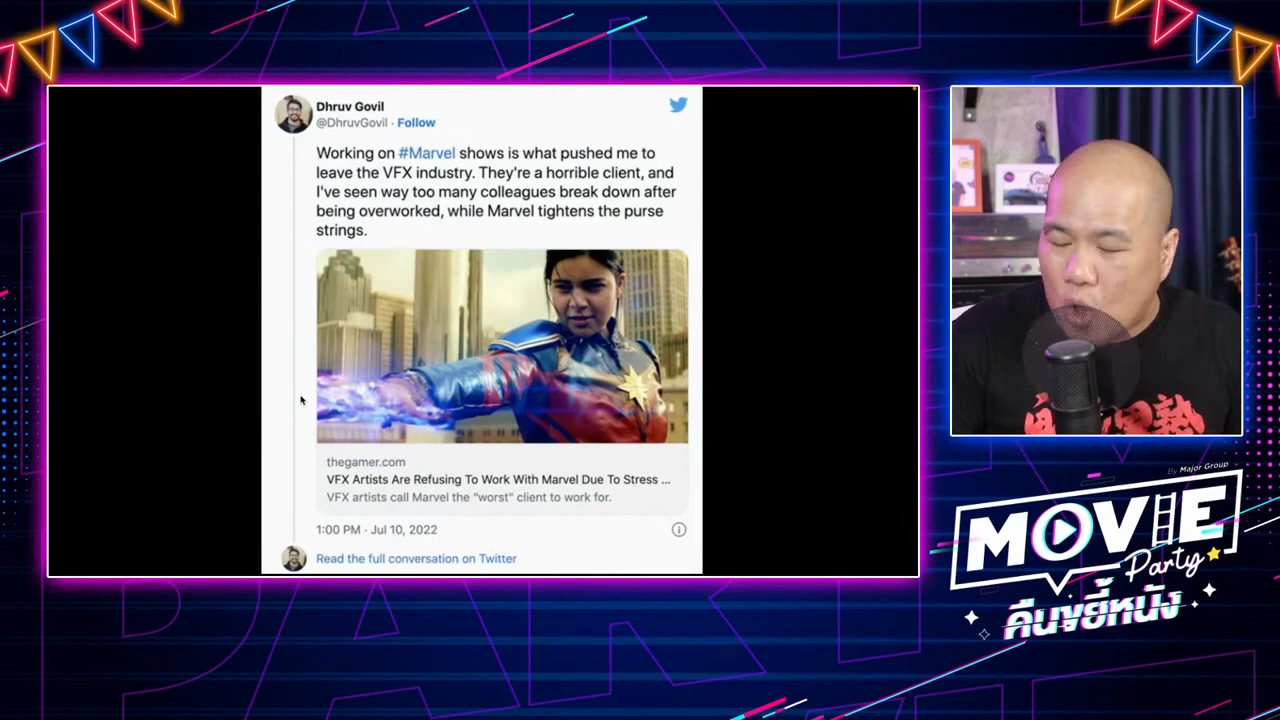 Dhruv Govil
@DhruvGovil · Follow
Working on #Marvel shows is what pushed me to
leave the VFX industry. They're a horrible client, and
I've seen way too many colleagues break down after
being overworked, while Marvel tightens the purse
strings.
thegamer.com
VFX Artists Are Refusing To Work With Marvel Due To Stress ...
VFX artists call Marvel the "worst" client to work for.
1:00 PM · Jul 10, 2022
Read the full conversation on Twitter
By Major Group
MOVIE
Party
คืนขยี้หนัง